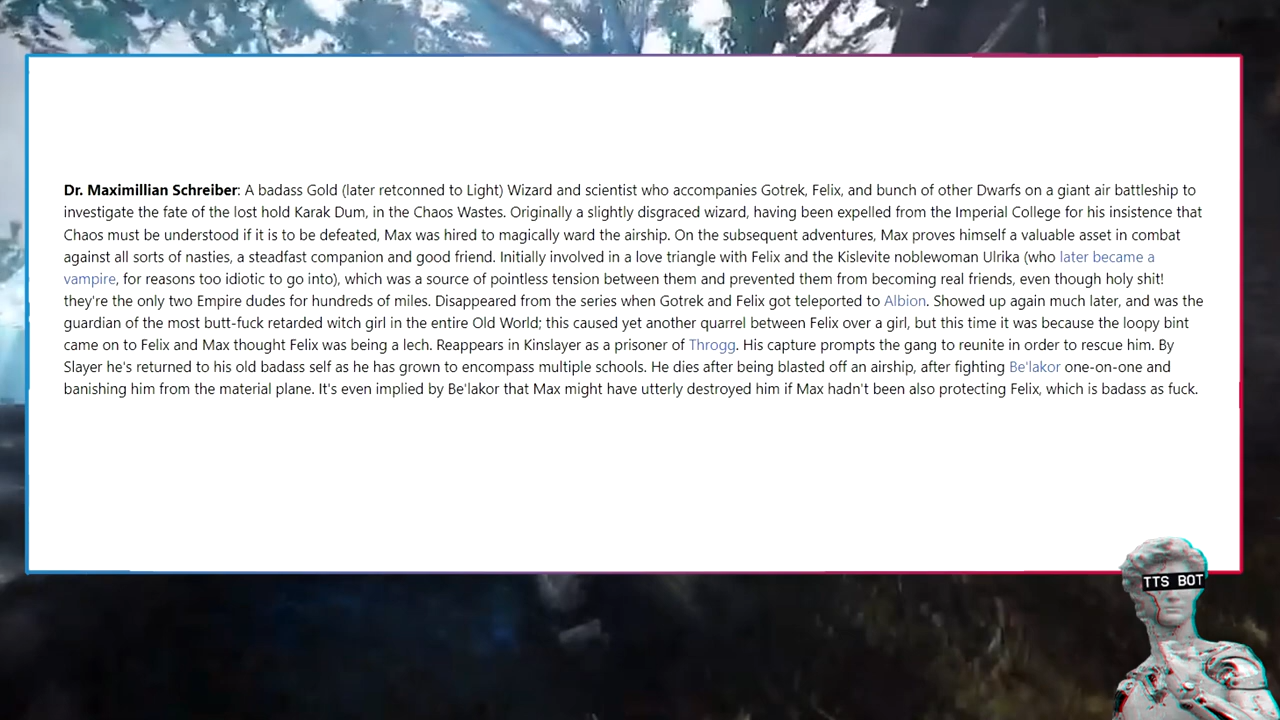 Dr. Maximillian Schreiber: A badass Gold (later retconned to Light) Wizard and scientist who accompanies Gotrek, Felix, and bunch of other Dwarfs on a giant air battleship to
investigate the fate of the lost hold Karak Dum, in the Chaos Wastes. Originally a slightly disgraced wizard, having been expelled from the Imperial College for his insistence that
Chaos must be understood if it is to be defeated, Max was hired to magically ward the airship. On the subsequent adventures, Max proves himself a valuable asset in combat
against all sorts of nasties, a steadfast companion and good friend. Initially involved in a love triangle with Felix and the Kislevite noblewoman Ulrika (who later became a
vampire, for reasons too idiotic to go into), which was a source of pointless tension between them and prevented them from becoming real friends, even though holy shit!
they're the only two Empire dudes for hundreds of miles. Disappeared from the series when Gotrek and Felix got teleported to Albion. Showed up again much later, and was the
guardian of the most butt-fuck retarded witch girl in the entire Old World; this caused yet another quarrel between Felix over a girl, but this time it was because the loopy bint
came on to Felix and Max thought Felix was being a lech. Reappears in Kinslayer as a prisoner of Throgg. His capture prompts the gang to reunite in order to rescue him. By
Slayer he's returned to his old badass self as he has grown to encompass multiple schools. He dies after being blasted off an airship, after fighting Be'lakor one-on-one and
banishing him from the material plane. It's even implied by Be'lakor that Max might have utterly destroyed him if Max hadn't been also protecting Felix, which is badass as fuck.
TTS BOT